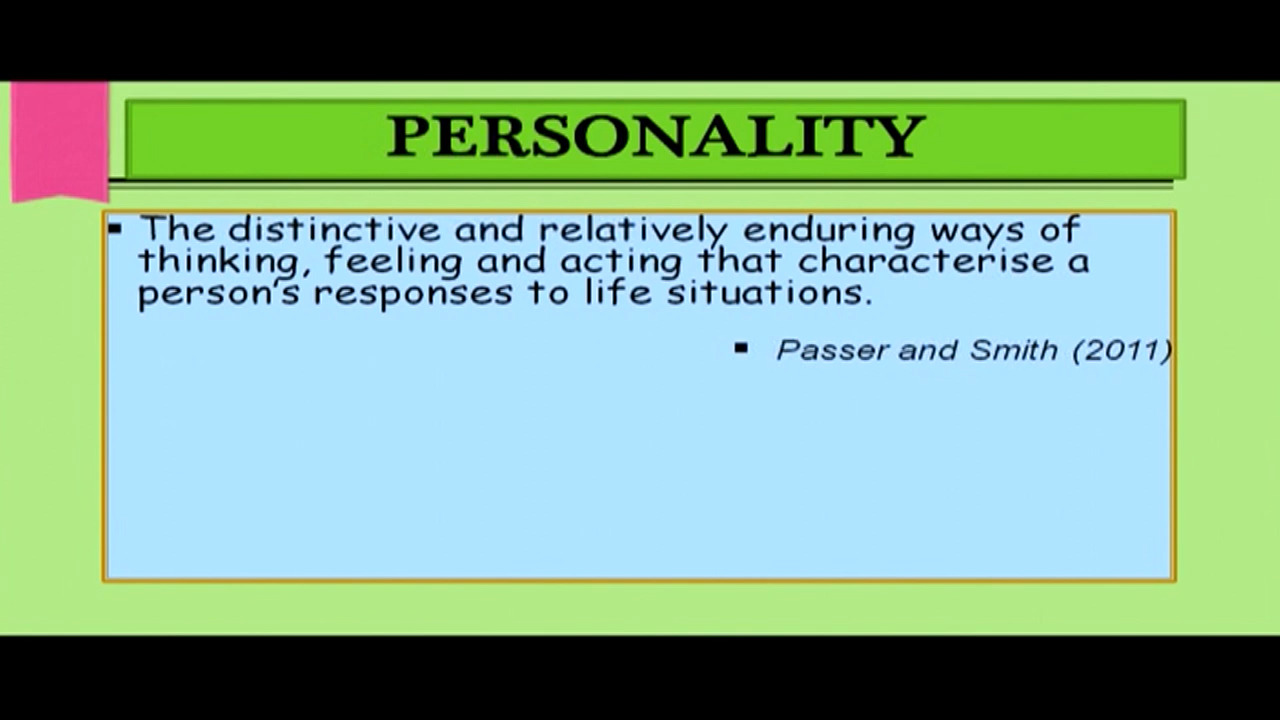 PERSONALITY
▪ The distinctive and relatively enduring ways of
thinking, feeling and acting that characterise a
person's responses to life situations.
▪ Passer and Smith (2011)